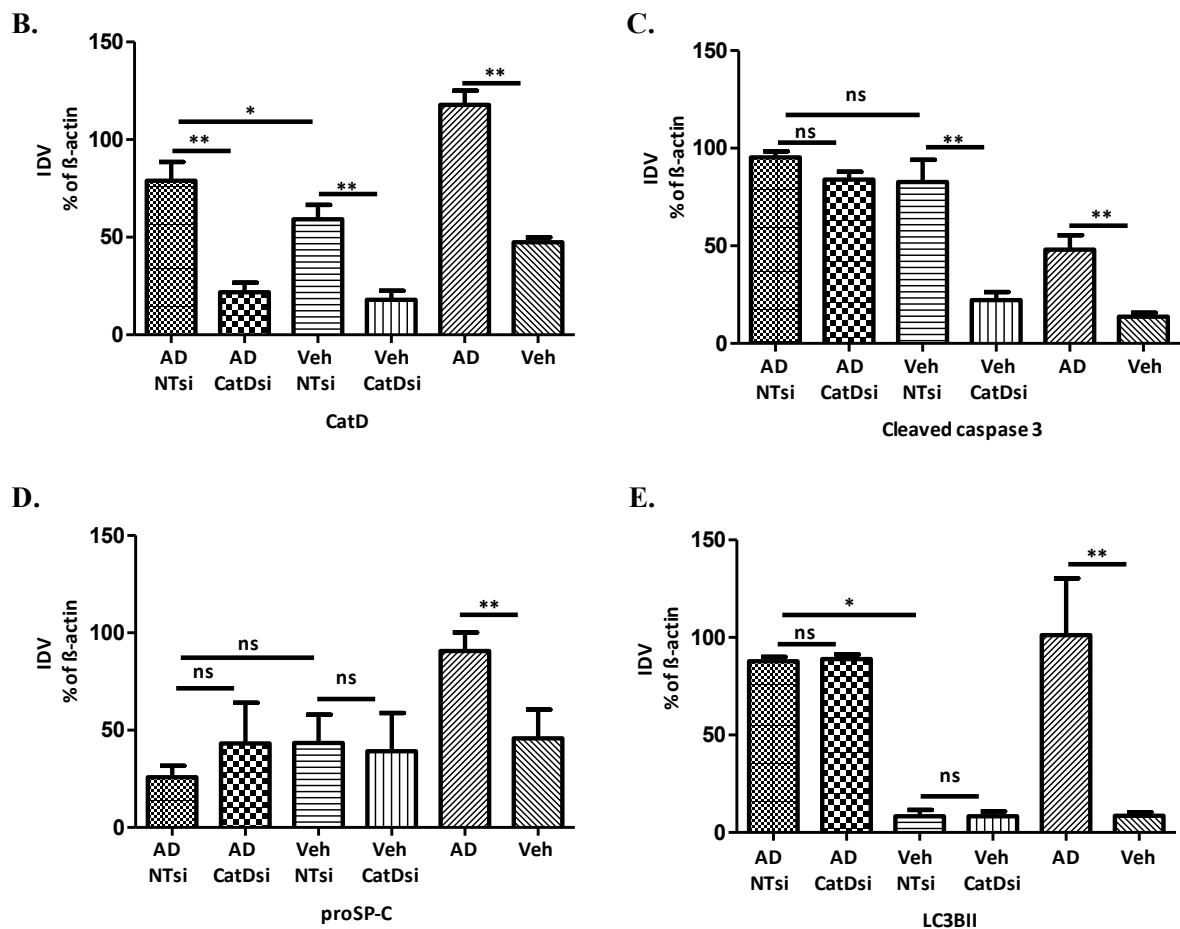 B.
150
100
50
0
IDV
% of ß-actin
*
**
**
**
AD
NTsi
AD
CatDsi
Veh
NTsi
Veh
CatDsi
AD
Veh
CatD
C.
150
100
50
0
IDV
% of ß-actin
ns
ns
**
**
AD
NTsi
AD
CatDsi
Veh
NTsi
Veh
CatDsi
AD
Veh
Cleaved caspase 3
D.
150
100
50
0
IDV
% of ß-actin
ns
ns
ns
**
AD
NTsi
AD
CatDsi
Veh
NTsi
Veh
CatDsi
AD
Veh
proSP-C
E.
150
100
50
0
IDV
% of ß-actin
*
ns
ns
**
AD
NTsi
AD
CatDsi
Veh
NTsi
Veh
CatDsi
AD
Veh
LC3BII